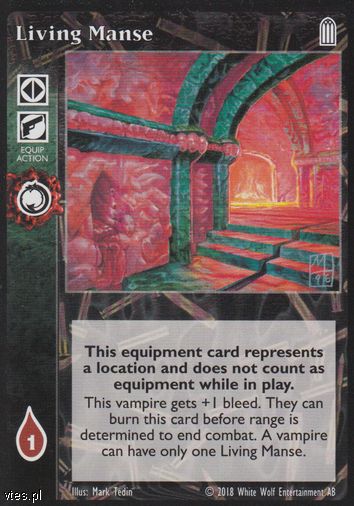 Living Manse
EQUIP
ACTION
This equipment card represents
a location and does not count as
equipment while in play.
This vampire gets +1 bleed. They can
burn this card before range is
determined to end combat. A vampire
can have only one Living Manse.
1
vtes.pl
Illus: Mark Tedin
© 2018 White Wolf Entertainment AB